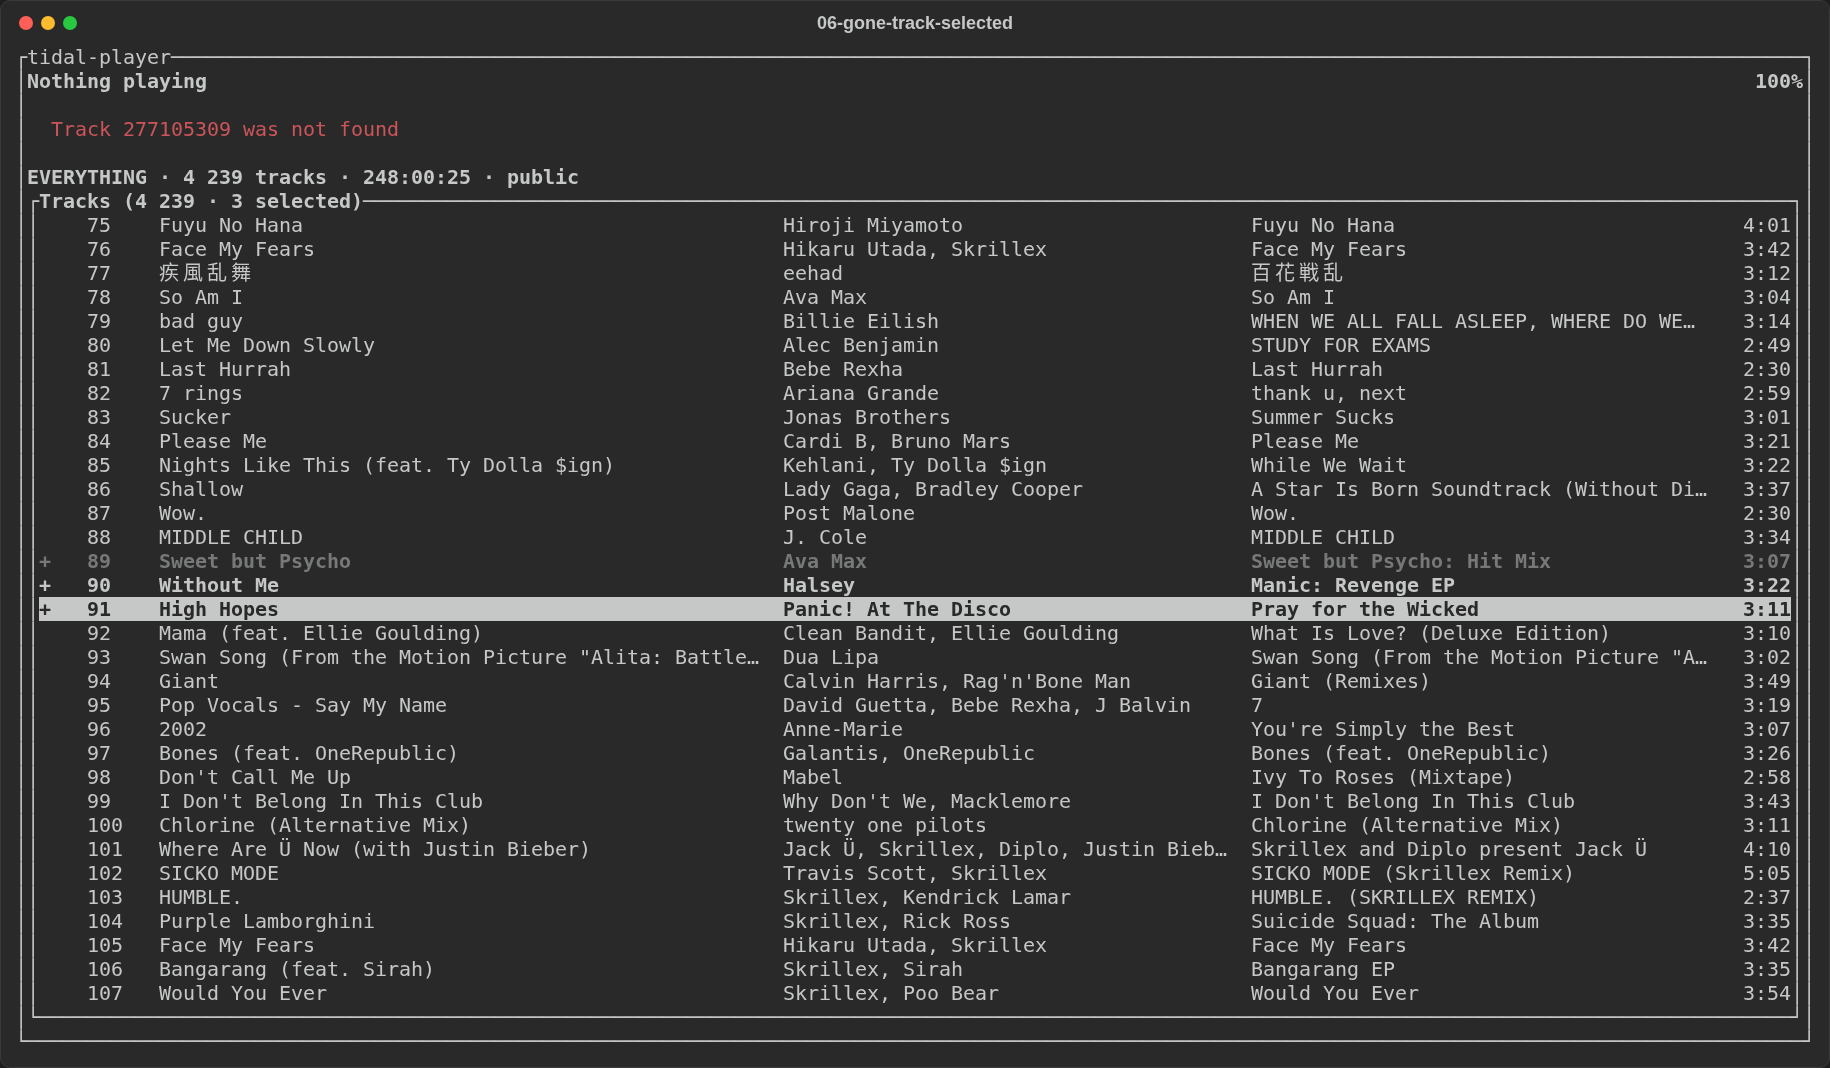 06-gone-track-selected
tidal-player
Nothing playing 100%
Track 277105309 was not found
EVERYTHING · 4 239 tracks · 248:00:25 · public
Tracks (4 239 · 3 selected)
75 Fuyu No Hana Hiroji Miyamoto Fuyu No Hana 4:01
76 Face My Fears Hikaru Utada, Skrillex Face My Fears 3:42
77 疾風乱舞 eehad 百花戦乱 3:12
78 So Am I Ava Max So Am I 3:04
79 bad guy Billie Eilish WHEN WE ALL FALL ASLEEP, WHERE DO WE… 3:14
80 Let Me Down Slowly Alec Benjamin STUDY FOR EXAMS 2:49
81 Last Hurrah Bebe Rexha Last Hurrah 2:30
82 7 rings Ariana Grande thank u, next 2:59
83 Sucker Jonas Brothers Summer Sucks 3:01
84 Please Me Cardi B, Bruno Mars Please Me 3:21
85 Nights Like This (feat. Ty Dolla $ign) Kehlani, Ty Dolla $ign While We Wait 3:22
86 Shallow Lady Gaga, Bradley Cooper A Star Is Born Soundtrack (Without Di… 3:37
87 Wow. Post Malone Wow. 2:30
88 MIDDLE CHILD J. Cole MIDDLE CHILD 3:34
+ 89 Sweet but Psycho Ava Max Sweet but Psycho: Hit Mix 3:07
+ 90 Without Me Halsey Manic: Revenge EP 3:22
+ 91 High Hopes Panic! At The Disco Pray for the Wicked 3:11
92 Mama (feat. Ellie Goulding) Clean Bandit, Ellie Goulding What Is Love? (Deluxe Edition) 3:10
93 Swan Song (From the Motion Picture "Alita: Battle… Dua Lipa Swan Song (From the Motion Picture "A… 3:02
94 Giant Calvin Harris, Rag'n'Bone Man Giant (Remixes) 3:49
95 Pop Vocals - Say My Name David Guetta, Bebe Rexha, J Balvin 7 3:19
96 2002 Anne-Marie You're Simply the Best 3:07
97 Bones (feat. OneRepublic) Galantis, OneRepublic Bones (feat. OneRepublic) 3:26
98 Don't Call Me Up Mabel Ivy To Roses (Mixtape) 2:58
99 I Don't Belong In This Club Why Don't We, Macklemore I Don't Belong In This Club 3:43
100 Chlorine (Alternative Mix) twenty one pilots Chlorine (Alternative Mix) 3:11
101 Where Are Ü Now (with Justin Bieber) Jack Ü, Skrillex, Diplo, Justin Bieb… Skrillex and Diplo present Jack Ü 4:10
102 SICKO MODE Travis Scott, Skrillex SICKO MODE (Skrillex Remix) 5:05
103 HUMBLE. Skrillex, Kendrick Lamar HUMBLE. (SKRILLEX REMIX) 2:37
104 Purple Lamborghini Skrillex, Rick Ross Suicide Squad: The Album 3:35
105 Face My Fears Hikaru Utada, Skrillex Face My Fears 3:42
106 Bangarang (feat. Sirah) Skrillex, Sirah Bangarang EP 3:35
107 Would You Ever Skrillex, Poo Bear Would You Ever 3:54